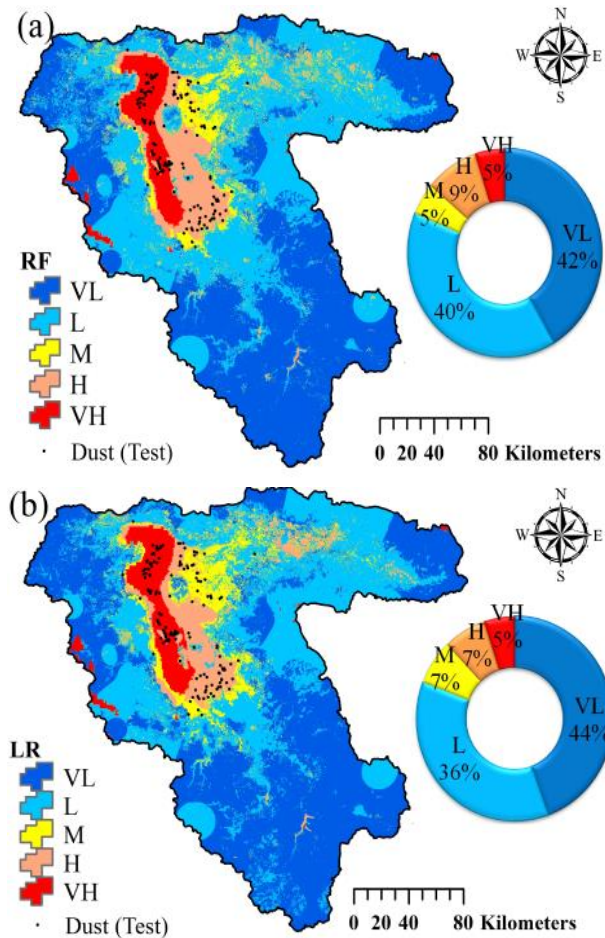 (a)
N
W E
S
VH
5%
H
9%
M
5%
VL
42%
L
40%
RF
VL
L
M
H
VH
Dust (Test)
0 20 40 80 Kilometers
(b)
N
W E
S
VH
5%
H
7%
M
7%
VL
44%
L
36%
LR
VL
L
M
H
VH
Dust (Test)
0 20 40 80 Kilometers